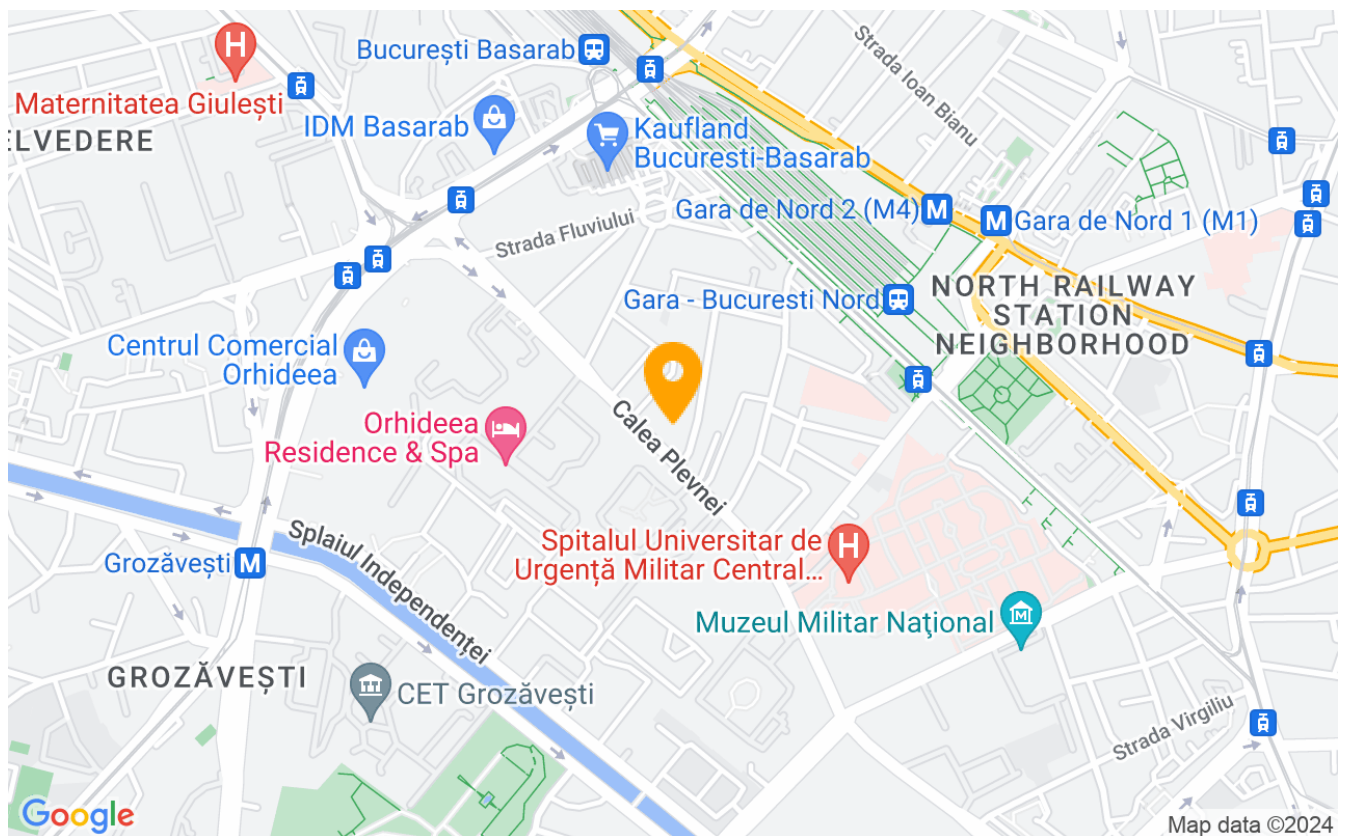 Strada Ioan Bianu
București Basarab
H
Maternitatea Giulești
ELVEDERE
IDM Basarab
Kaufland
Bucuresti-Basarab
Gara de Nord 2 (M4)
M
M
Gara de Nord 1 (M1)
Strada Fluviului
Gara - Bucuresti Nord
NORTH RAILWAY
STATION
NEIGHBORHOOD
Centrul Comercial
Orhideea
Orhideea
Residence & Spa
Calea Plevnei
Splaiul Independenței
Grozăvești
M
Spitalul Universitar de
Urgență Militar Central...
H
Muzeul Militar Naţional
M
GROZĂVEȘTI
CET Grozăvești
Strada Virgiliu
Google
Map data ©2024